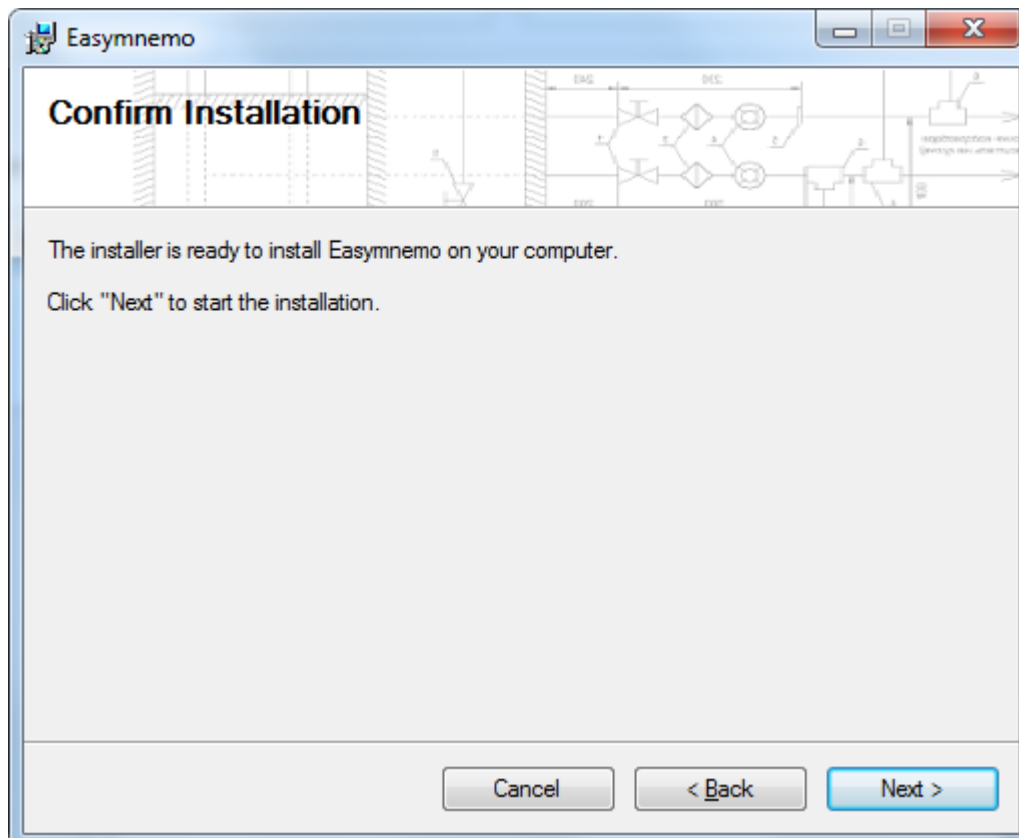 Easymnemo
Confirm Installation
The installer is ready to install Easymnemo on your computer.
Click "Next" to start the installation.
Cancel
< Back
Next >